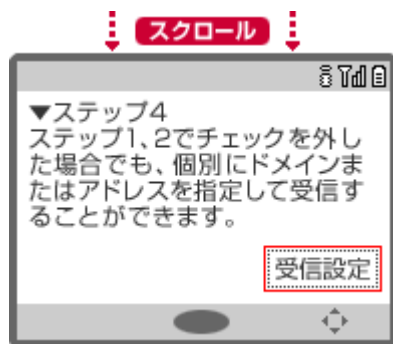 スクロール
▼ステップ4
ステップ1、2でチェックを外し
た場合でも、個別にドメインま
たはアドレスを指定して受信す
ることができます。
受信設定